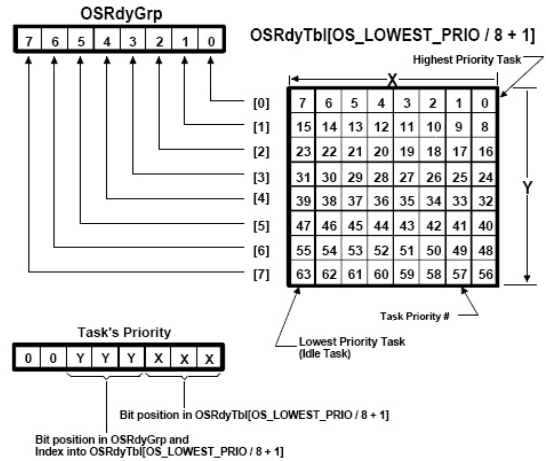 OSRdyGrp
7 6 5 4 3 2 1 0
OSRdyTbl[OS_LOWEST_PRIO / 8 + 1]
Highest Priority Task
X
[0] 7 6 5 4 3 2 1 0
[1] 15 14 13 12 11 10 9 8
[2] 23 22 21 20 19 18 17 16
[3] 31 30 29 28 27 26 25 24
[4] 39 38 37 36 35 34 33 32
[5] 47 46 45 44 43 42 41 40
[6] 55 54 53 52 51 50 49 48
[7] 63 62 61 60 59 58 57 56
Y
Task Priority #
Lowest Priority Task
(Idle Task)
Task's Priority
0 0 Y Y Y X X X
Bit position in OSRdyTbl[OS_LOWEST_PRIO / 8 + 1]
Bit position in OSRdyGrp and
Index into OSRdyTbl[OS_LOWEST_PRIO / 8 + 1]